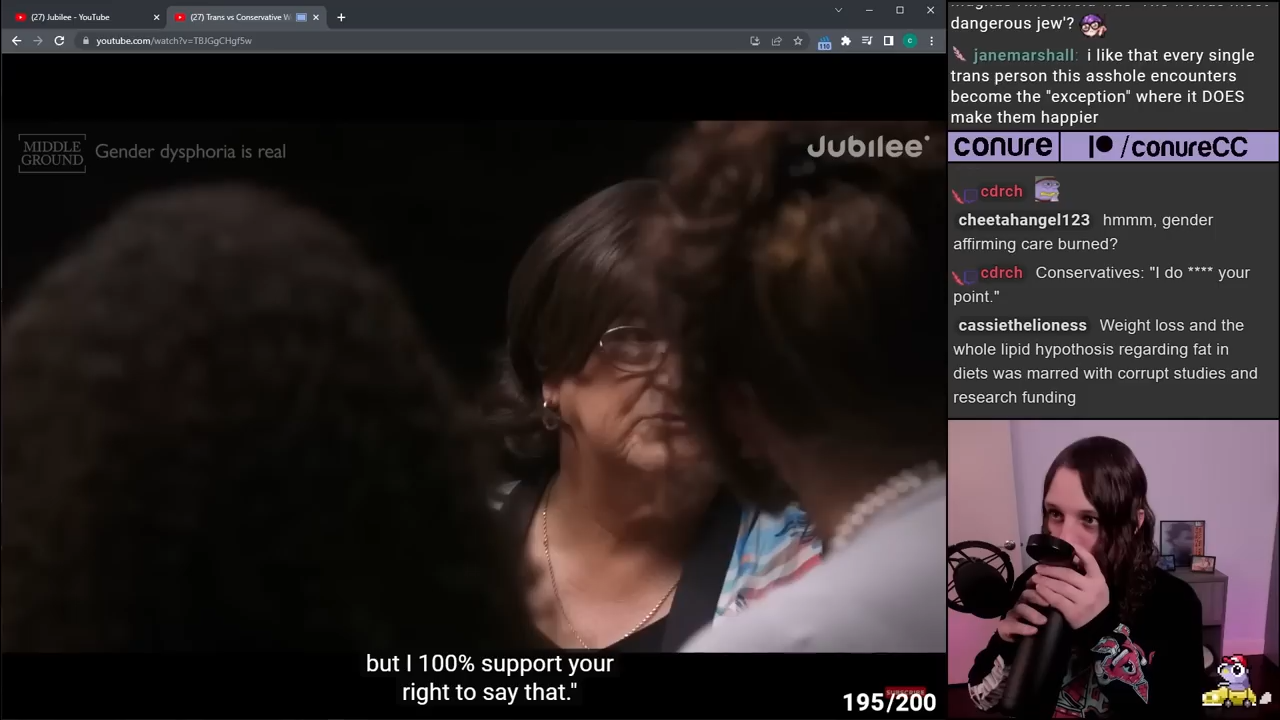 (27) Jubilee - YouTube
(27) Trans vs Conservative W
youtube.com/watch?v=TBJGgCHgf5w
MIDDLE
GROUND
Gender dysphoria is real
Jubilee
but I 100% support your
right to say that."
SUBSCRIBE
195/200
dangerous jew'?
janemarshall: i like that every single
trans person this asshole encounters
become the "exception" where it DOES
make them happier
conure
/conureCC
cdrch
cheetahangel123 hmmm, gender
affirming care burned?
cdrch Conservatives: "I do **** your
point."
cassiethelioness Weight loss and the
whole lipid hypothosis regarding fat in
diets was marred with corrupt studies and
research funding